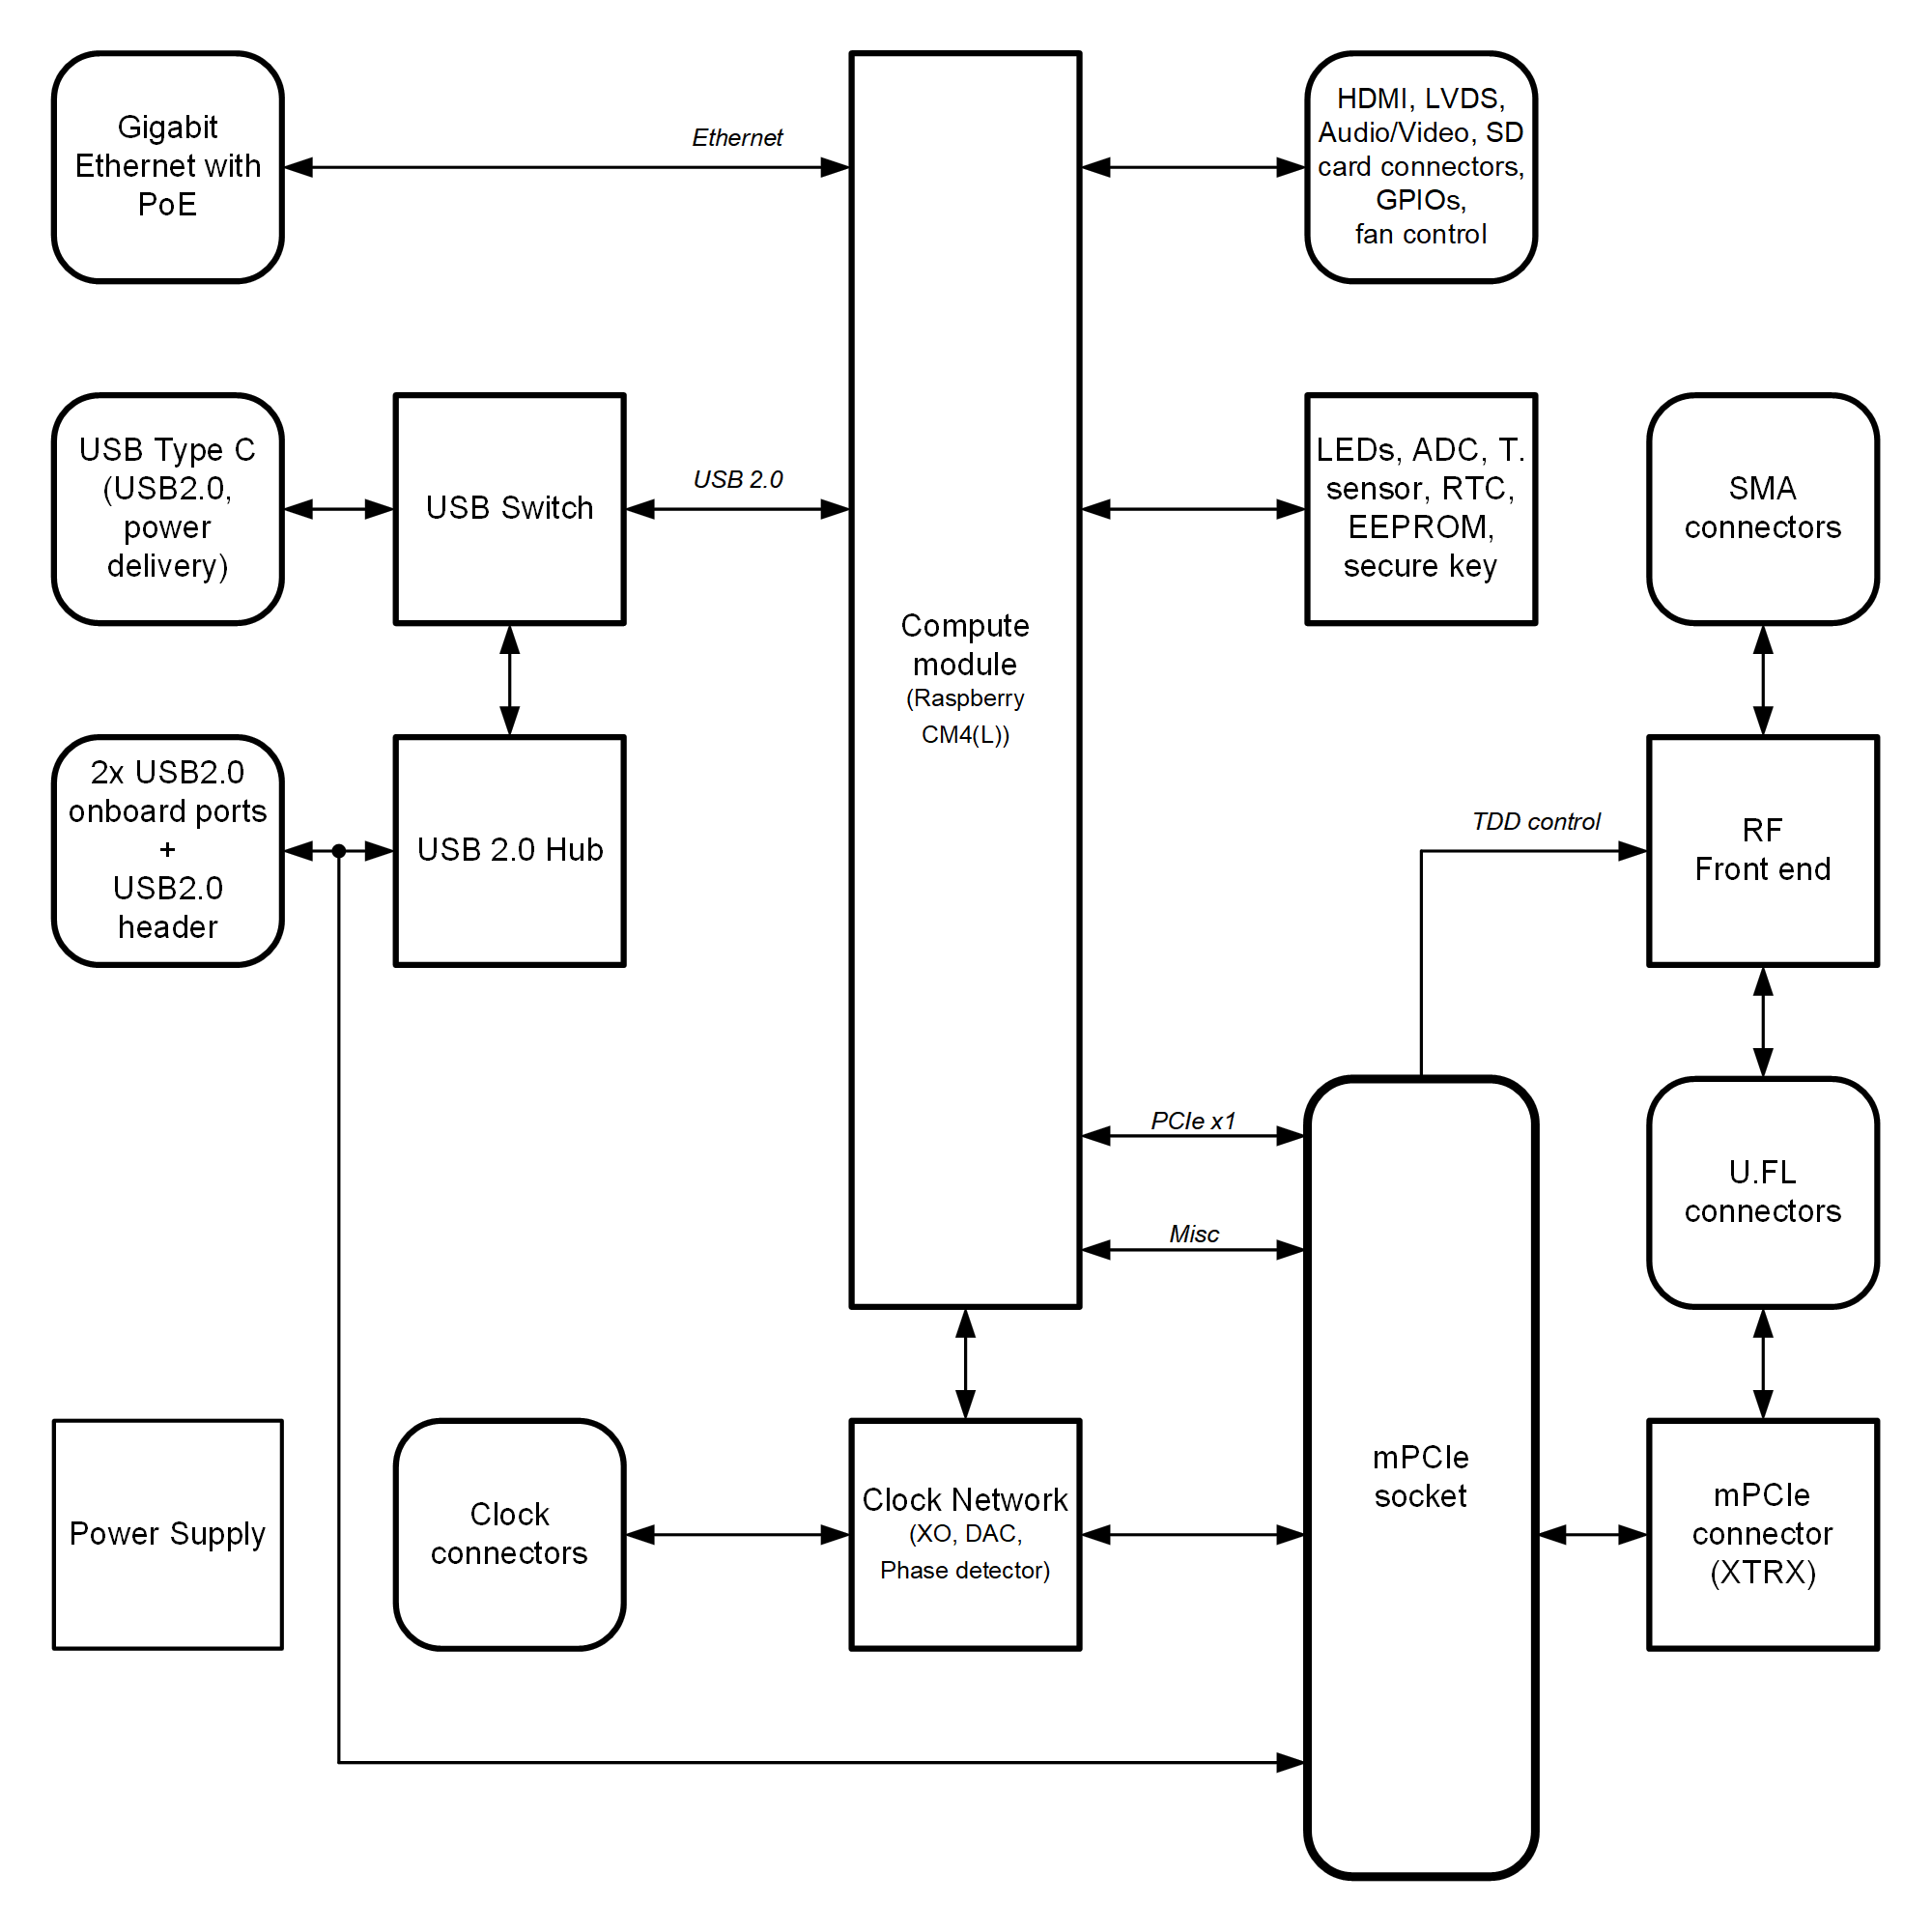 Gigabit
Ethernet with
PoE
Ethernet
HDMI, LVDS,
Audio/Video, SD
card connectors,
GPIOs,
fan control
USB Type C
(USB2.0,
power
delivery)
USB Switch
USB 2.0
LEDs, ADC, T.
sensor, RTC,
EEPROM,
secure key
SMA
connectors
Compute
module
(Raspberry
CM4(L))
2x USB2.0
onboard ports
+
USB2.0
header
USB 2.0 Hub
TDD control
RF
Front end
PCIe x1
Misc
U.FL
connectors
Power Supply
Clock
connectors
Clock Network
(XO, DAC,
Phase detector)
mPCIe
socket
mPCIe
connector
(XTRX)